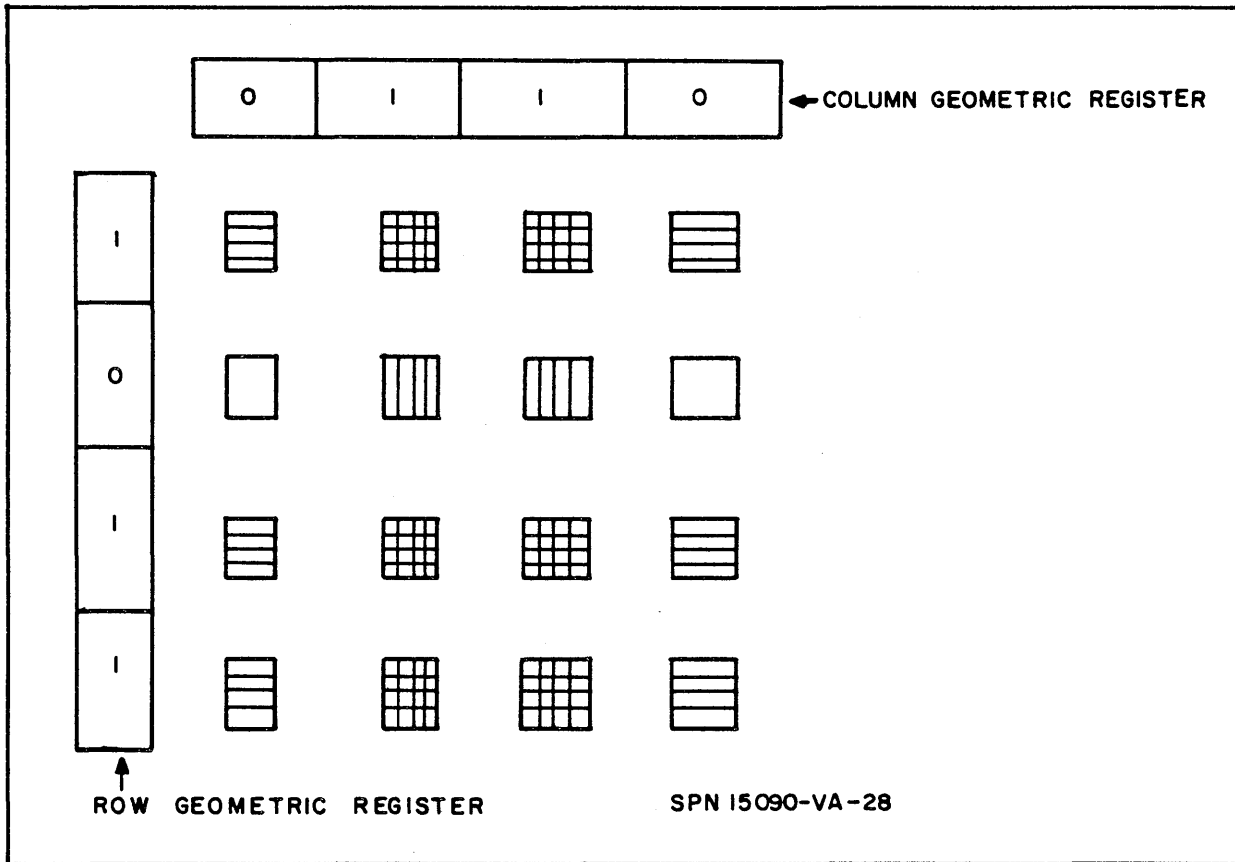 0 1 1 0
COLUMN GEOMETRIC REGISTER
1
0
1
1
ROW GEOMETRIC REGISTER
SPN 15090-VA-28